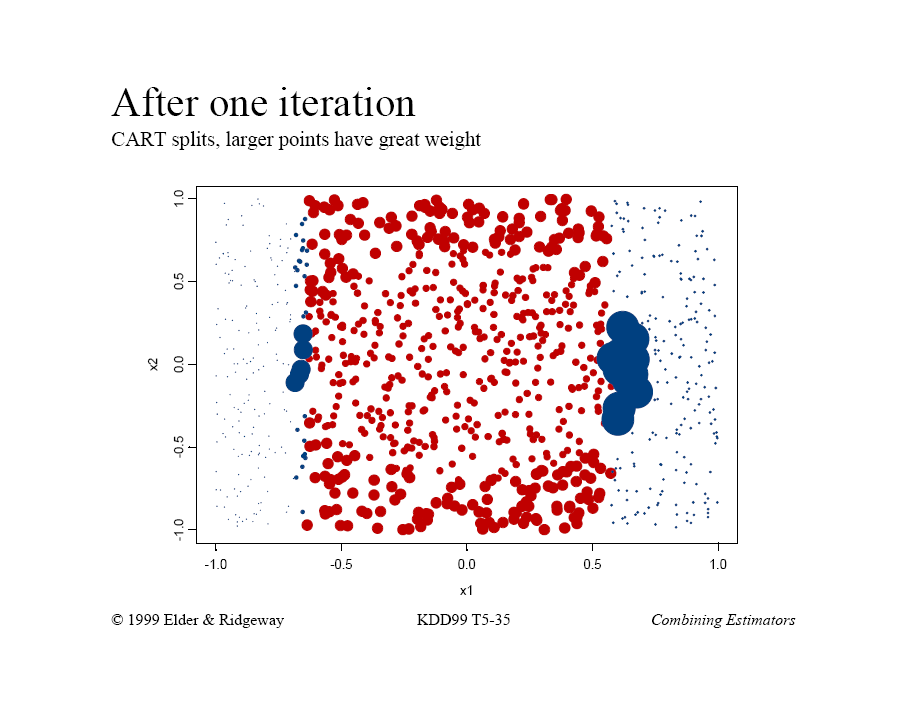 After one iteration
CART splits, larger points have great weight
1.0
0.5
0.0
-0.5
-1.0
x2
-1.0 -0.5 0.0 0.5 1.0
x1
© 1999 Elder & Ridgeway KDD99 T5-35 Combining Estimators